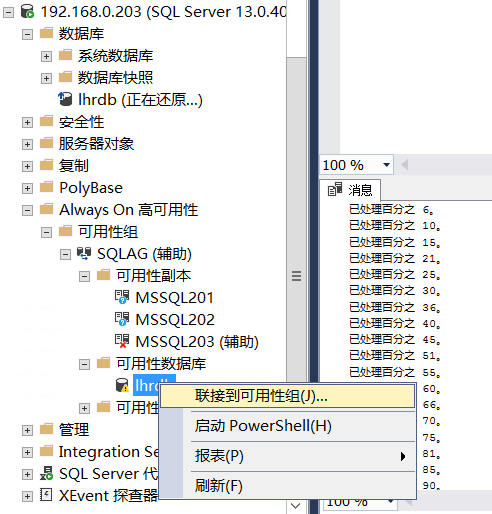 192.168.0.203 (SQL Server 13.0.40
数据库
系统数据库
数据库快照
lhrdb (正在还原...)
安全性
服务器对象
复制
PolyBase
Always On 高可用性
可用性组
SQLAG (辅助)
可用性副本
MSSQL201
MSSQL202
MSSQL203 (辅助)
可用性数据库
lhrdb
可用性
管理
Integration Se
SQL Server 代
XEvent 探查器
联接到可用性组(J)...
启动 PowerShell(H)
报表(P)
刷新(F)
100 %
消息
已处理百分之 6。
已处理百分之 10。
已处理百分之 15。
已处理百分之 21。
已处理百分之 25。
已处理百分之 30。
已处理百分之 36。
已处理百分之 40。
已处理百分之 45。
已处理百分之 51。
已处理百分之 55。
60。
66。
70。
75。
81。
85。
90。
100 %